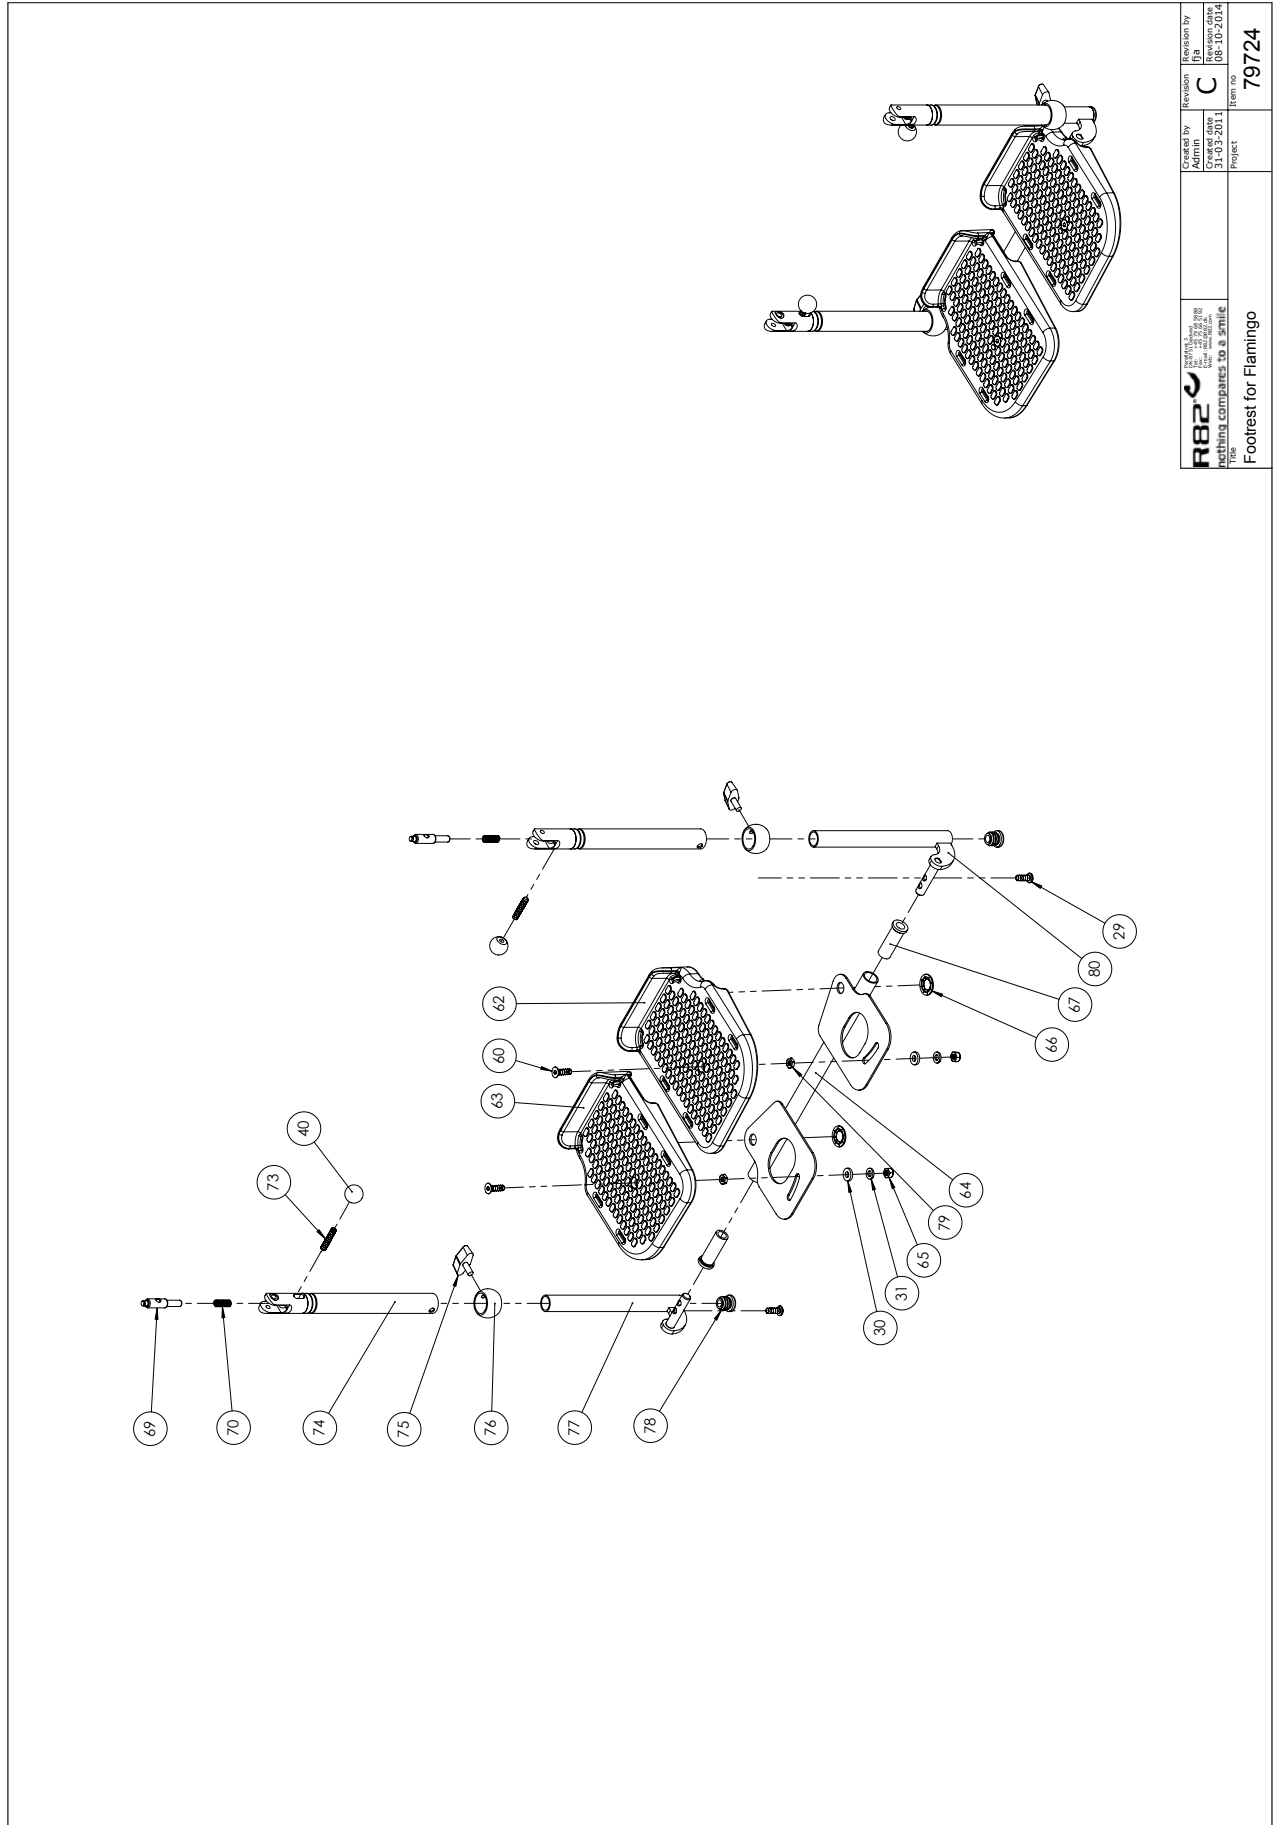 69
70
73
40
74
75
76
63
60
62
77
78
30
31
65
79
64
66
67
80
29
R82
nothing compares to a smile
Created by
Admin
Created date
31-03-2011
Revision
C
Revision by
fja
Revision date
08-10-2014
Title
Footrest for Flamingo
Project
Item no
79724